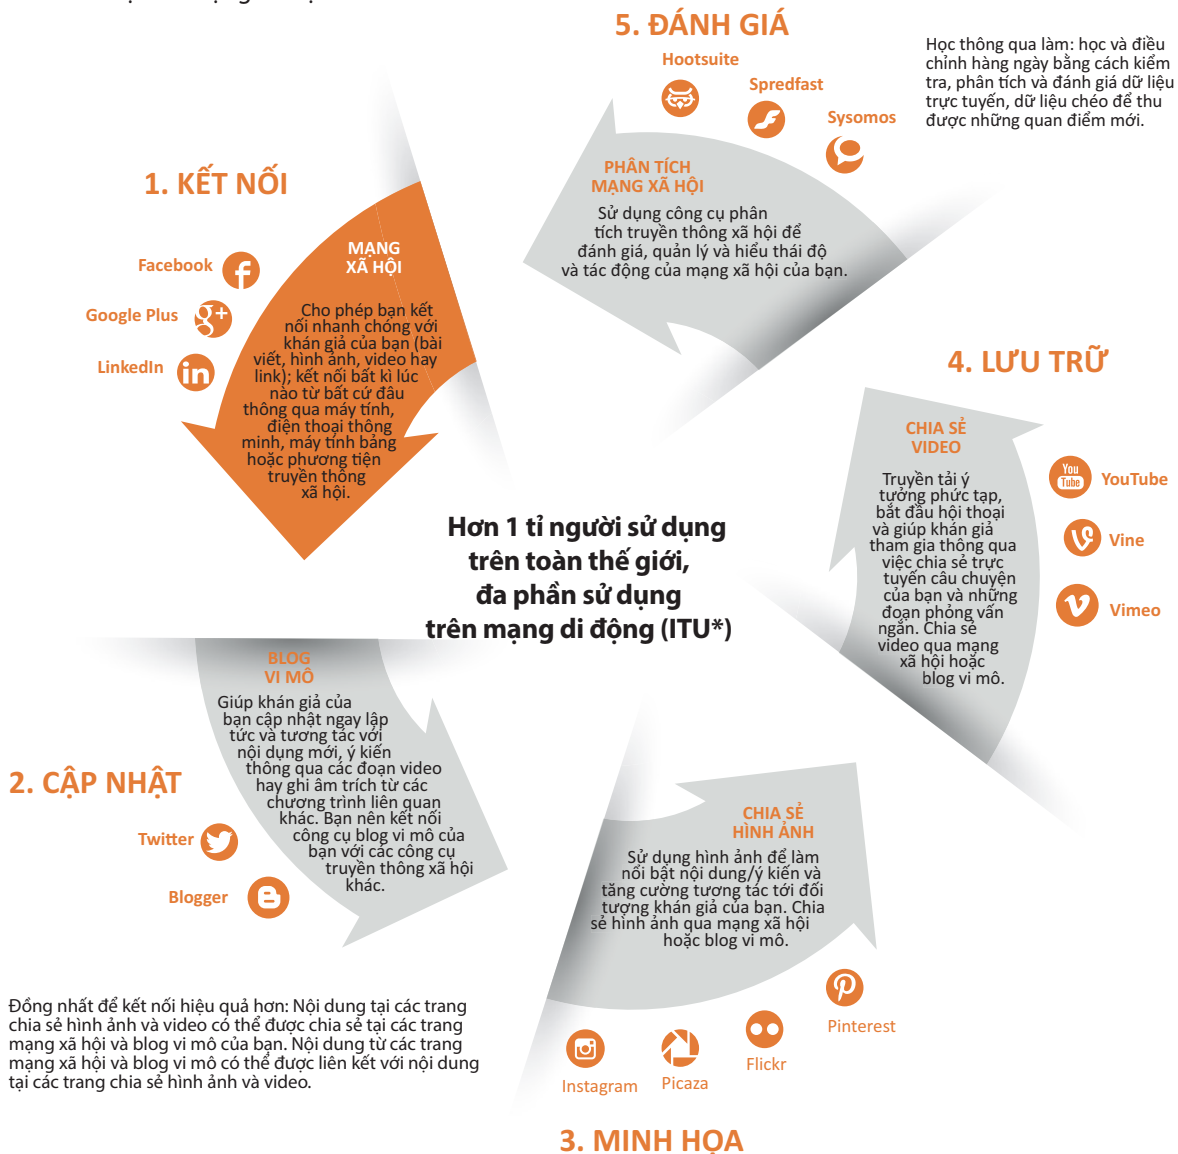 1. KẾT NỐI
Facebook
Google Plus
LinkedIn
MẠNG
XÃ HỘI
Cho phép bạn kết
nối nhanh chóng với
khán giả của bạn (bài
viết, hình ảnh, video hay
link); kết nối bất kì lúc
nào từ bất cứ đâu
thông qua máy tính,
điện thoại thông
minh, máy tính bảng
hoặc phương tiện
truyền thông
xã hội.
5. ĐÁNH GIÁ
Hootsuite
Spredfast
Sysomos
PHÂN TÍCH
MẠNG XÃ HỘI
Sử dụng công cụ phân
tích truyền thông xã hội để
đánh giá, quản lý và hiểu thái độ
và tác động của mạng xã hội của bạn.
Học thông qua làm: học và điều
chỉnh hàng ngày bằng cách kiểm
tra, phân tích và đánh giá dữ liệu
trực tuyến, dữ liệu chéo để thu
được những quan điểm mới.
4. LƯU TRỮ
CHIA SẺ
VIDEO
Truyền tải ý
tưởng phức tạp,
bắt đầu hội thoại
và giúp khán giả
tham gia thông qua
việc chia sẻ trực
tuyến câu chuyện
của bạn và những
đoạn phỏng vấn
ngắn. Chia sẻ
video qua mạng
xã hội hoặc
blog vi mô.
You
Tube
YouTube
Vine
Vimeo
Hơn 1 tỉ người sử dụng
trên toàn thế giới,
đa phần sử dụng
trên mạng di động (ITU*)
BLOG
VI MÔ
Giúp khán giả của
bạn cập nhật ngay lập
tức và tương tác với
nội dung mới, ý kiến
thông qua các đoạn video
hay ghi âm trích từ các
chương trình liên quan
khác. Bạn nên kết nối
công cụ blog vi mô của
bạn với các công cụ
truyền thông xã hội
khác.
2. CẬP NHẬT
Twitter
Blogger
CHIA SẺ
HÌNH ẢNH
Sử dụng hình ảnh để làm
nổi bật nội dung/ý kiến và
tăng cường tương tác tới đối
tượng khán giả của bạn. Chia
sẻ hình ảnh qua mạng xã hội
hoặc blog vi mô.
Pinterest
Flickr
Picaza
Instagram
3. MINH HỌA
Đồng nhất để kết nối hiệu quả hơn: Nội dung tại các trang
chia sẻ hình ảnh và video có thể được chia sẻ tại các trang
mạng xã hội và blog vi mô của bạn. Nội dung từ các trang
mạng xã hội và blog vi mô có thể được liên kết với nội dung
tại các trang chia sẻ hình ảnh và video.